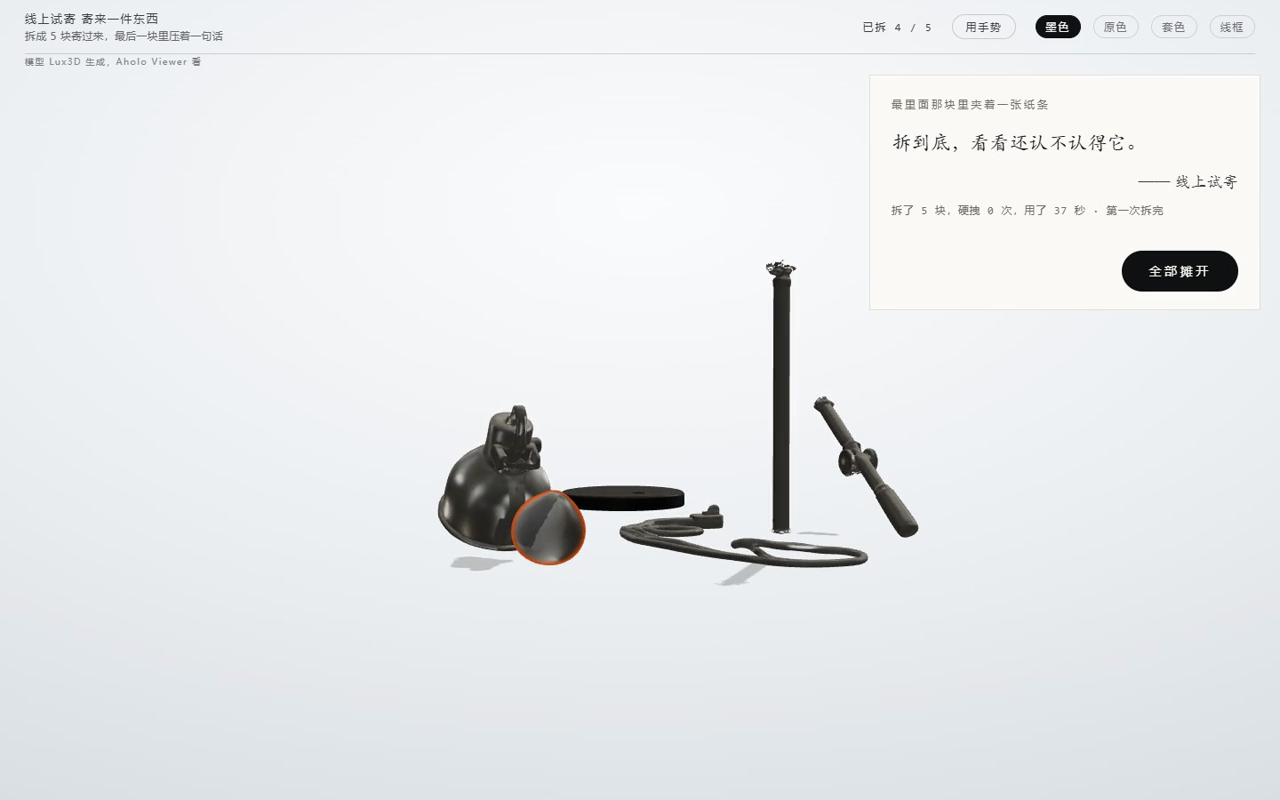 线上试寄 寄来一件东西
拆成 5 块寄过来，最后一块里压着一句话
已拆 4 / 5
用手势
墨色
原色
套色
线框
模型 Lux3D 生成，Aholo Viewer 看
最里面那块里夹着一张纸条
拆到底，看看还认不认得它。
—— 线上试寄
拆了 5 块，硬拽 0 次，用了 37 秒 · 第一次拆完
全部摊开